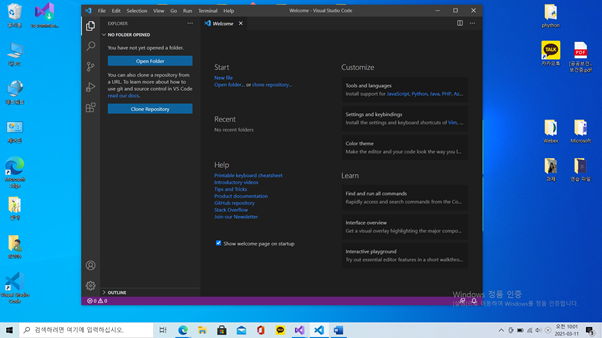 File Edit Selection View Go Run Terminal Help
Welcome - Visual Studio Code
EXPLORER
Welcome
NO FOLDER OPENED
You have not yet opened a folder.
Open Folder
You can also clone a repository from
a URL. To learn more about how to
use git and source control in VS Code
read our docs.
Clone Repository
OUTLINE
Start
New file
Open folder... or clone repository...
Recent
No recent folders
Help
Printable keyboard cheatsheet
Introductory videos
Tips and Tricks
Product documentation
GitHub repository
Stack Overflow
Join our Newsletter
Show welcome page on startup
Customize
Tools and languages
Install support for JavaScript, Python, Java, PHP, Az...
Settings and keybindings
Install the settings and keyboard shortcuts of Vim, ...
Color theme
Make the editor and your code look the way you l...
Learn
Find and run all commands
Rapidly access and search commands from the Co...
Interface overview
Get a visual overlay highlighting the major compo...
Interactive playground
Try out essential editor features in a short walkthro...
0 0
phython
TALK
카카오톡
PDF
Webex
Microsoft
과제
Microsoft
Edge
Visual Studio
Code
Windows 정품 인증
검색하려면 여기에 입력하십시오.
오전 10:01
2021-03-11